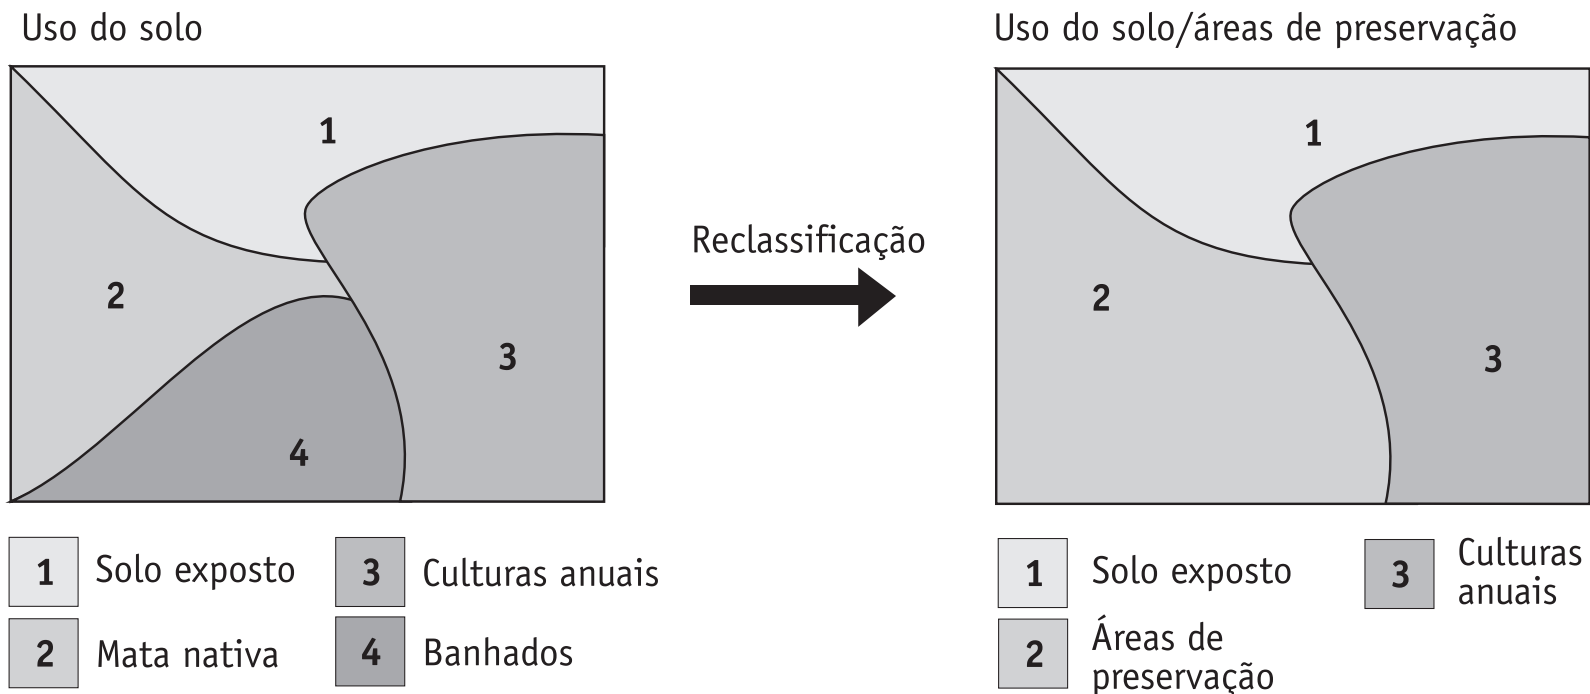 Uso do solo
1
2
3
4
1 Solo exposto
2 Mata nativa
3 Culturas anuais
4 Banhados
Reclassificação
Uso do solo/áreas de preservação
1
2
3
1 Solo exposto
2 Áreas de
preservação
3 Culturas
anuais